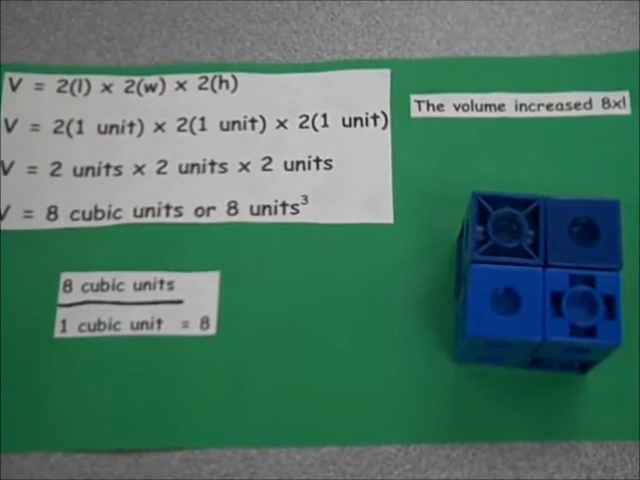 V = 2(l) x 2(w) x 2(h)
V = 2(1 unit) x 2(1 unit) x 2(1 unit)
V = 2 units x 2 units x 2 units
V = 8 cubic units or 8 units³
The volume increased 8x!
8 cubic units
1 cubic unit = 8